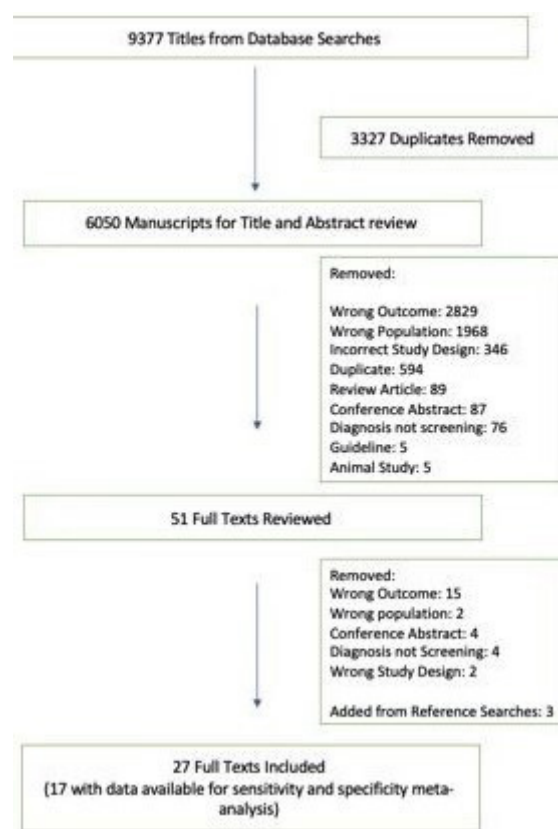 9377 Titles from Database Searches
3327 Duplicates Removed
6050 Manuscripts for Title and Abstract review
Removed:
Wrong Outcome: 2829
Wrong Population: 1968
Incorrect Study Design: 346
Duplicate: 594
Review Article: 89
Conference Abstract: 87
Diagnosis not screening: 76
Guideline: 5
Animal Study: 5
51 Full Texts Reviewed
Removed:
Wrong Outcome: 15
Wrong population: 2
Conference Abstract: 4
Diagnosis not Screening: 4
Wrong Study Design: 2
Added from Reference Searches: 3
27 Full Texts Included
(17 with data available for sensitivity and specificity meta-
analysis)